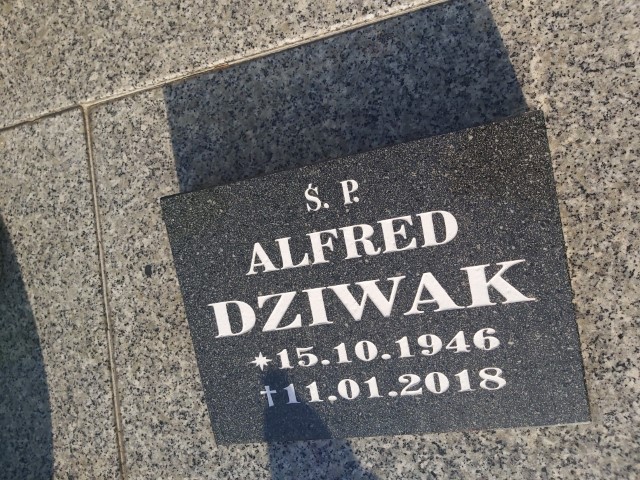 Ś. P.
ALFRED
DZIWAK
✶15.10.1946
†11.01.2018